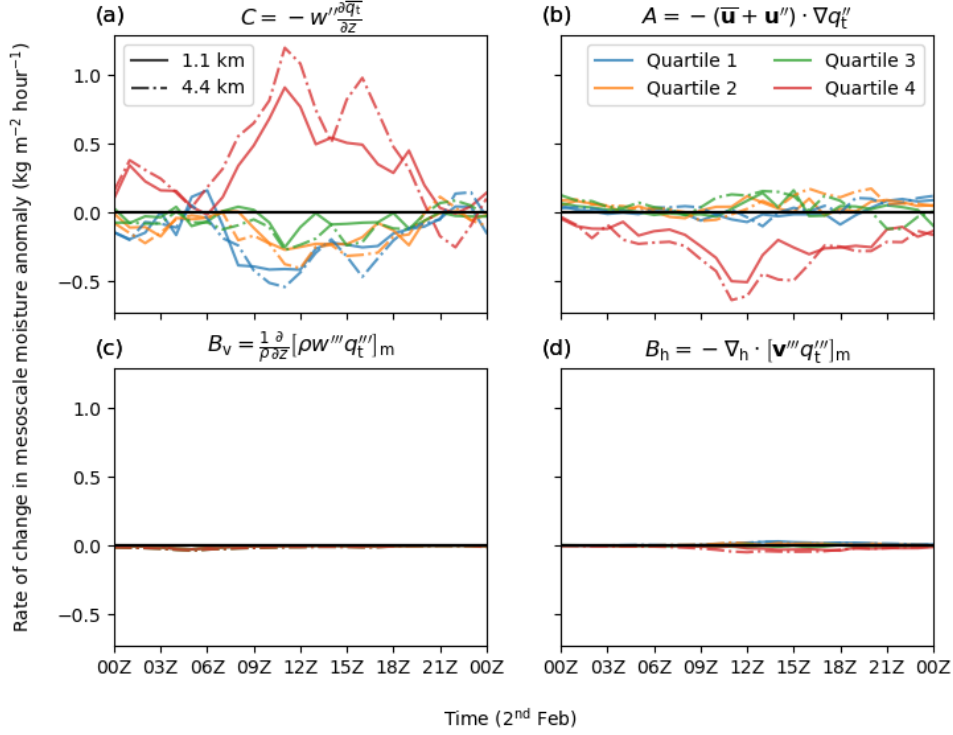 (a) C = − w′′ ∂q̅ₜ/∂z
(b) A = − (u̅ + u′′) · ∇qₜ′′
1.1 km
4.4 km
Quartile 1
Quartile 2
Quartile 3
Quartile 4
1.0
0.5
0.0
−0.5
(c) Bᵥ = 1/ρ ∂/∂z [ρw′′′qₜ′′′]ₘ
(d) Bₕ = − ∇ₕ · [v′′′qₜ′′′]ₘ
1.0
0.5
0.0
−0.5
00Z 03Z 06Z 09Z 12Z 15Z 18Z 21Z 00Z
00Z 03Z 06Z 09Z 12Z 15Z 18Z 21Z 00Z
Rate of change in mesoscale moisture anomaly (kg m⁻² hour⁻¹)
Time (2ⁿᵈ Feb)